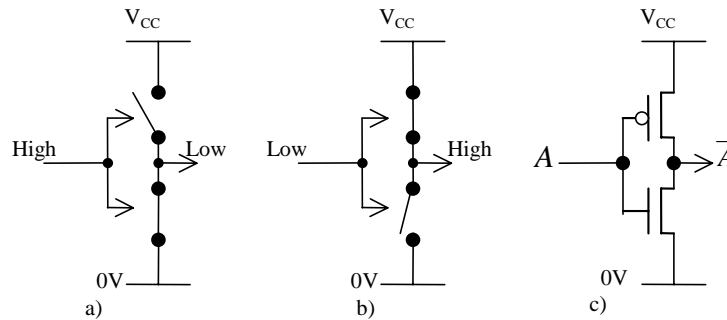 V_CC V_CC V_CC
High Low Low High A A̅
0V 0V 0V
a) b) c)